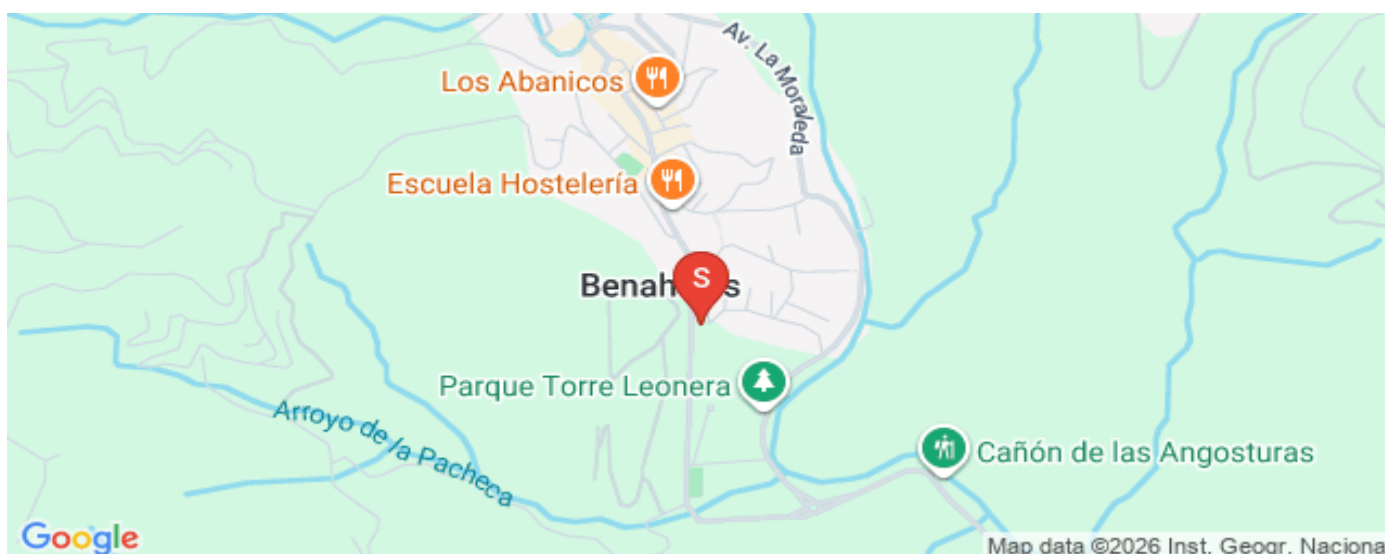 Av. La Moraleda
Los Abanicos
Escuela Hostelería
S
Parque Torre Leonera
Arroyo de la Pacheca
Cañón de las Angosturas
Google
Map data ©2026 Inst. Geogr. Naciona